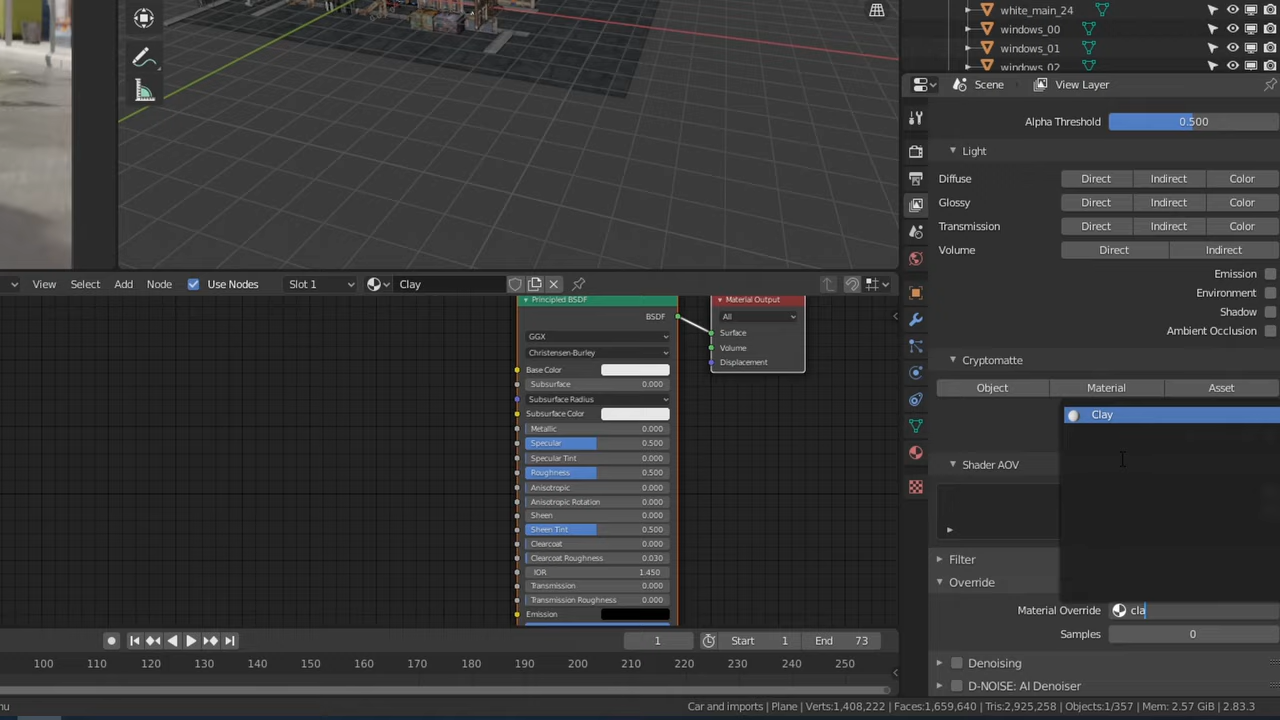 white_main_24
windows_00
windows_01
windows_02
Scene View Layer
Alpha Threshold 0.500
Light
Diffuse Direct Indirect Color
Glossy Direct Indirect Color
Transmission Direct Indirect Color
Volume Direct Indirect
Emission
Environment
Shadow
Ambient Occlusion
Cryptomatte
Object Material Asset
Clay
Shader AOV
Filter
Override
Material Override cla
Samples 0
Denoising
D-NOISE: AI Denoiser
View Select Add Node Use Nodes Slot 1 Clay
Principled BSDF
BSDF
GGX
Christensen-Burley
Base Color
Subsurface 0.000
Subsurface Radius
Subsurface Color
Metallic 0.000
Specular 0.500
Specular Tint 0.000
Roughness 0.500
Anisotropic 0.000
Anisotropic Rotation 0.000
Sheen 0.000
Sheen Tint 0.500
Clearcoat 0.000
Clearcoat Roughness 0.030
IOR 1.450
Transmission 0.000
Transmission Roughness 0.000
Emission
Material Output
All
Surface
Volume
Displacement
1 Start 1 End 73
100 110 120 130 140 150 160 170 180 190 200 210 220 230 240 250
nu
Car and imports | Plane | Verts:1,408,222 | Faces:1,659,640 | Tris:2,925,258 | Objects:1/357 | Mem: 2.57 GiB | 2.83.3